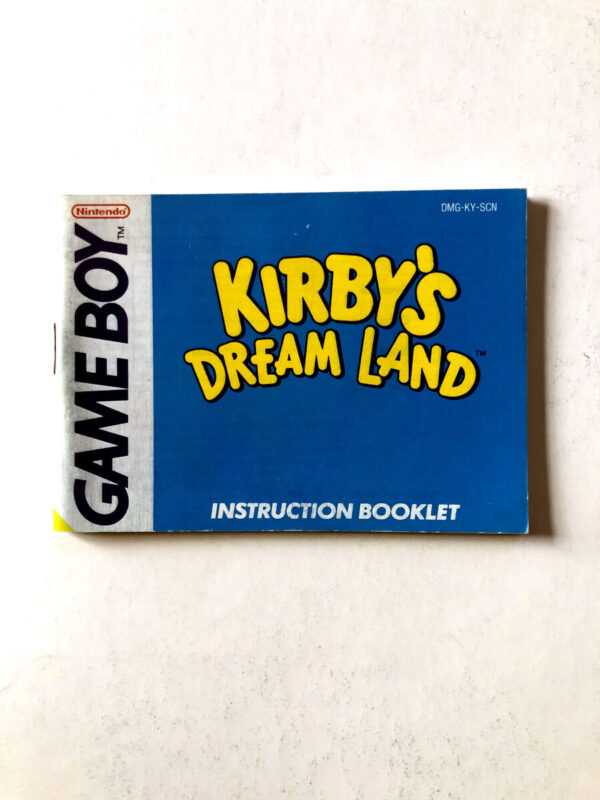 Nintendo
GAME BOY™
DMG-KY-SCN
KIRBY'S
DREAM LAND™
INSTRUCTION BOOKLET